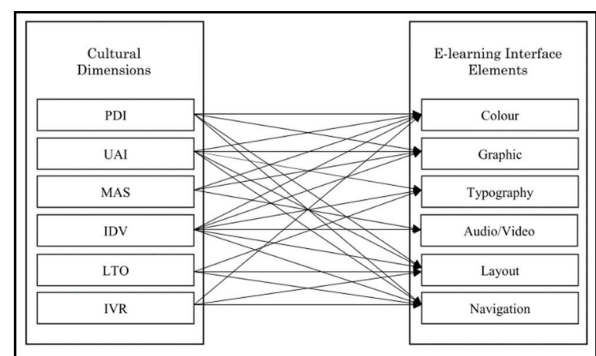 Cultural
Dimensions
PDI
UAI
MAS
IDV
LTO
IVR
E-learning Interface
Elements
Colour
Graphic
Typography
Audio/Video
Layout
Navigation